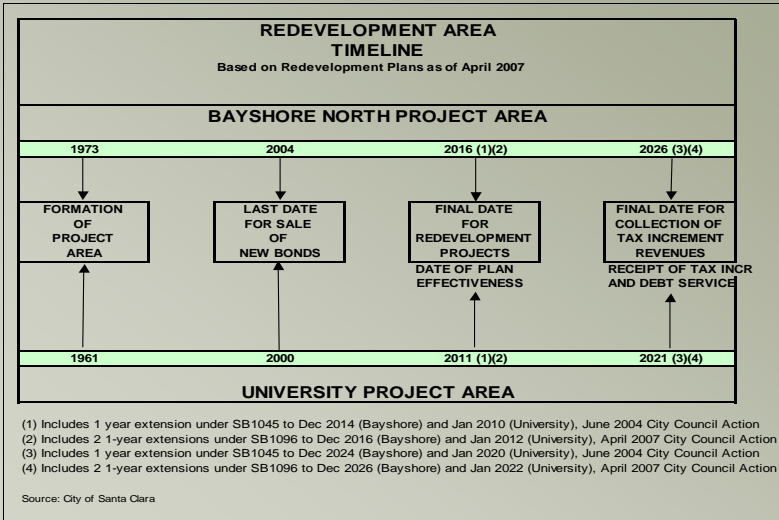 REDEVELOPMENT AREA
TIMELINE
Based on Redevelopment Plans as of April 2007
BAYSHORE NORTH PROJECT AREA
1973 2004 2016 (1)(2) 2026 (3)(4)
FORMATION
OF
PROJECT
AREA
LAST DATE
FOR SALE
OF
NEW BONDS
FINAL DATE
FOR
REDEVELOPMENT
PROJECTS
DATE OF PLAN
EFFECTIVENESS
FINAL DATE FOR
COLLECTION OF
TAX INCREMENT
REVENUES
RECEIPT OF TAX INCR
AND DEBT SERVICE
1961 2000 2011 (1)(2) 2021 (3)(4)
UNIVERSITY PROJECT AREA
(1) Includes 1 year extension under SB1045 to Dec 2014 (Bayshore) and Jan 2010 (University), June 2004 City Council Action
(2) Includes 2 1-year extensions under SB1096 to Dec 2016 (Bayshore) and Jan 2012 (University), April 2007 City Council Action
(3) Includes 1 year extension under SB1045 to Dec 2024 (Bayshore) and Jan 2020 (University), June 2004 City Council Action
(4) Includes 2 1-year extensions under SB1096 to Dec 2026 (Bayshore) and Jan 2022 (University), April 2007 City Council Action
Source: City of Santa Clara